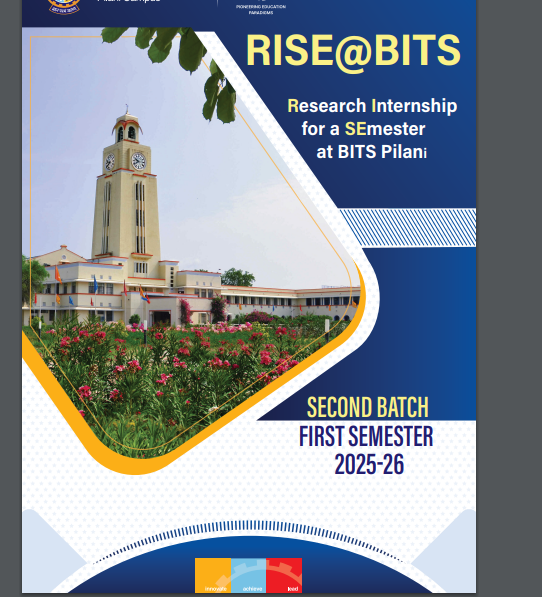 PIONEERING EDUCATION
PARADIGMS
RISE@BITS
Research Internship
for a SEmester
at BITS Pilani
SECOND BATCH
FIRST SEMESTER
2025-26
innovate achieve lead